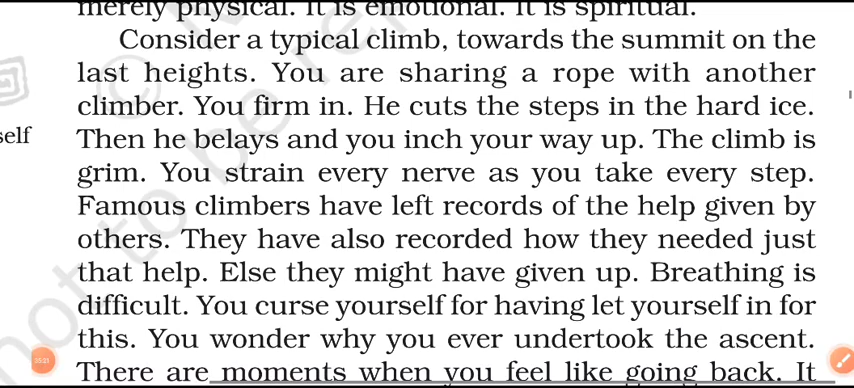 merely physical. It is emotional. It is spiritual.
Consider a typical climb, towards the summit on the
last heights. You are sharing a rope with another
climber. You firm in. He cuts the steps in the hard ice.
self
Then he belays and you inch your way up. The climb is
grim. You strain every nerve as you take every step.
Famous climbers have left records of the help given by
others. They have also recorded how they needed just
that help. Else they might have given up. Breathing is
difficult. You curse yourself for having let yourself in for
this. You wonder why you ever undertook the ascent.
There are moments when you feel like going back. It
not to be re